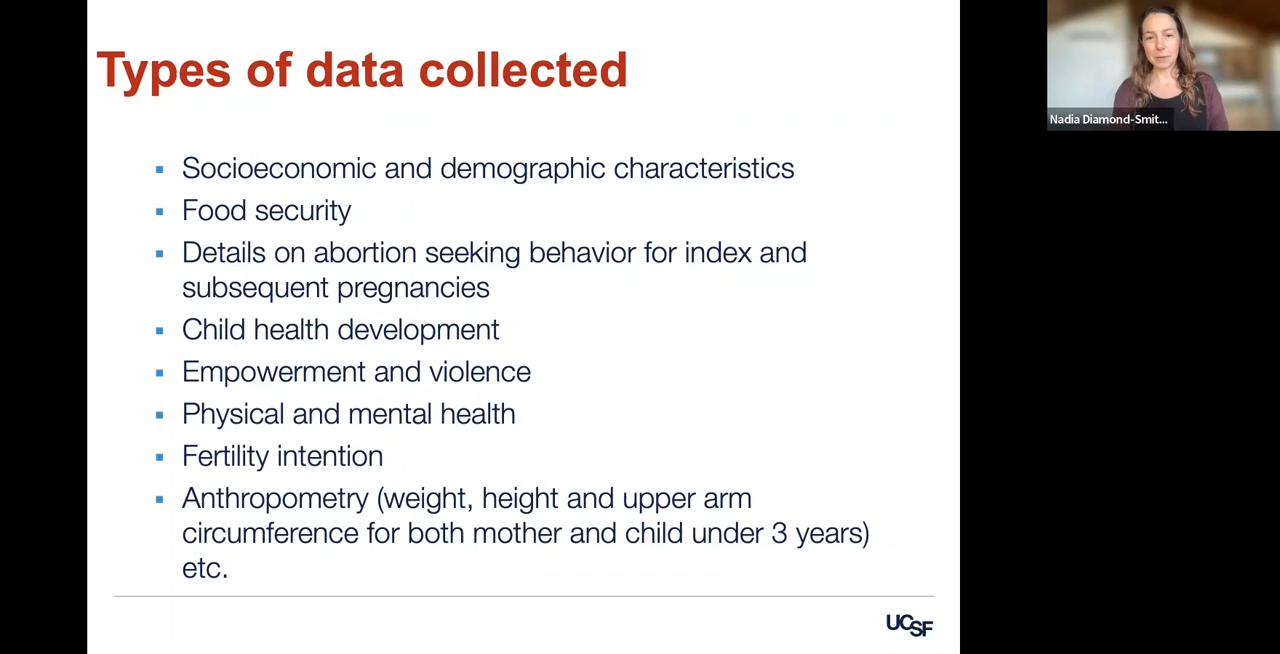 Types of data collected
Nadia Diamond-Smit...
▪ Socioeconomic and demographic characteristics
▪ Food security
▪ Details on abortion seeking behavior for index and
subsequent pregnancies
▪ Child health development
▪ Empowerment and violence
▪ Physical and mental health
▪ Fertility intention
▪ Anthropometry (weight, height and upper arm
circumference for both mother and child under 3 years)
etc.
UCSF